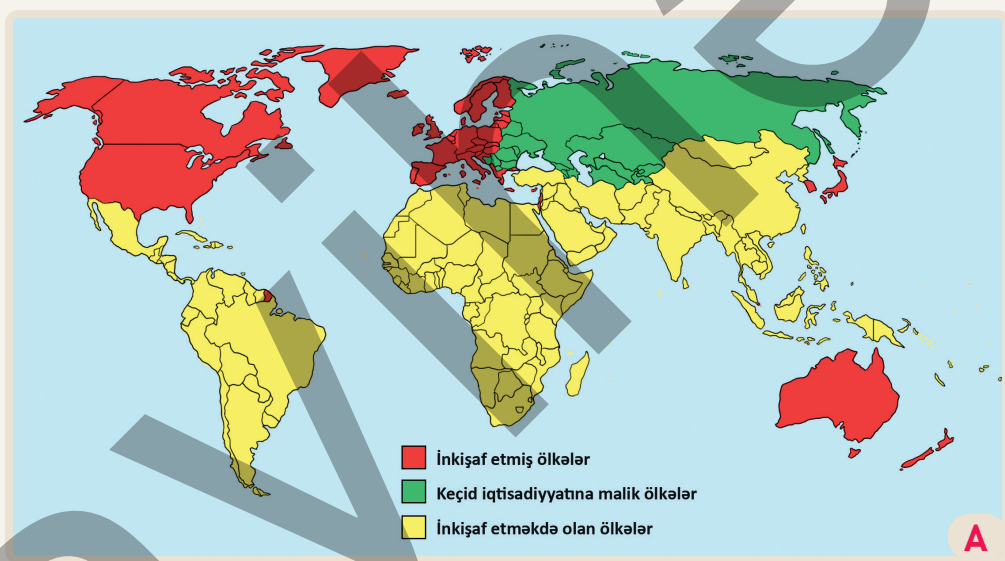 İnkişaf etmiş ölkələr
Keçid iqtisadiyyatına malik ölkələr
İnkişaf etməkdə olan ölkələr
A